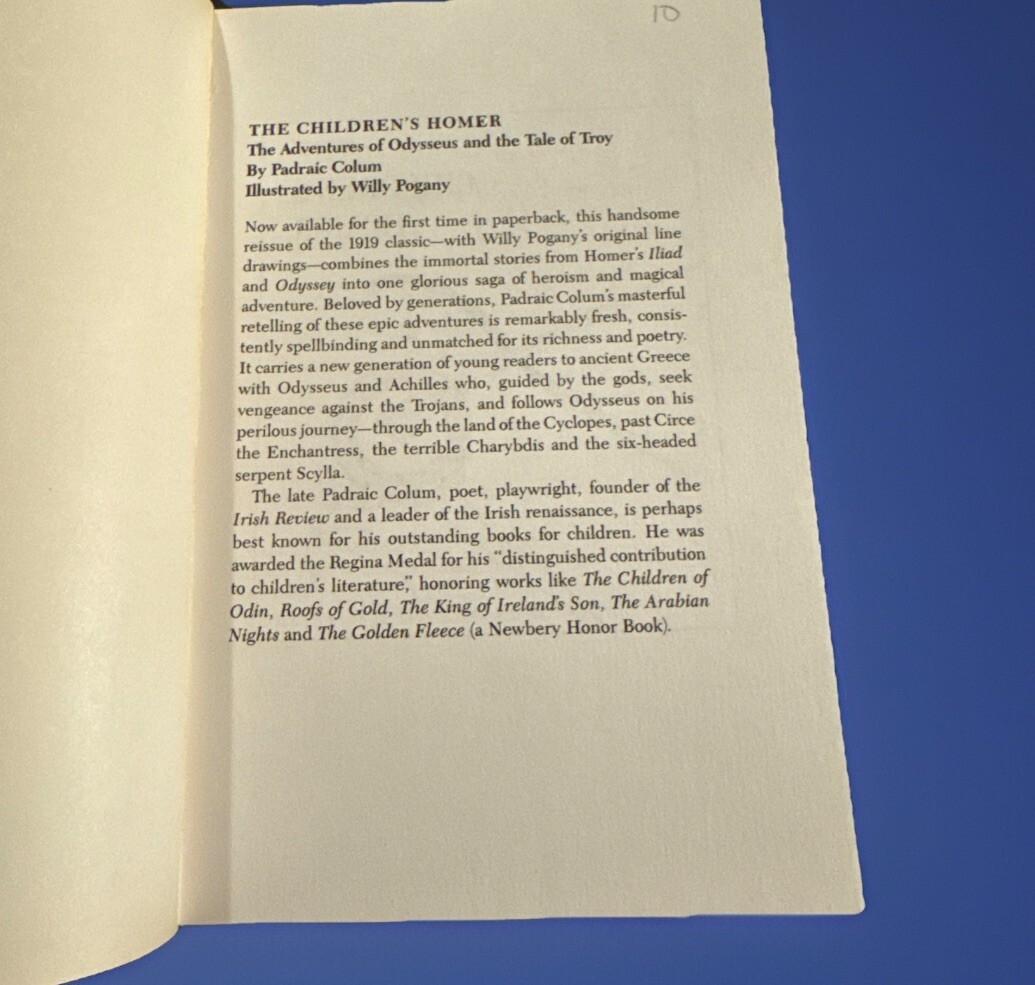 10
THE CHILDREN'S HOMER
The Adventures of Odysseus and the Tale of Troy
By Padraic Colum
Illustrated by Willy Pogany
Now available for the first time in paperback, this handsome
reissue of the 1919 classic—with Willy Pogany's original line
drawings—combines the immortal stories from Homer's Iliad
and Odyssey into one glorious saga of heroism and magical
adventure. Beloved by generations, Padraic Colum's masterful
retelling of these epic adventures is remarkably fresh, consis-
tently spellbinding and unmatched for its richness and poetry.
It carries a new generation of young readers to ancient Greece
with Odysseus and Achilles who, guided by the gods, seek
vengeance against the Trojans, and follows Odysseus on his
perilous journey—through the land of the Cyclopes, past Circe
the Enchantress, the terrible Charybdis and the six-headed
serpent Scylla.
The late Padraic Colum, poet, playwright, founder of the
Irish Review and a leader of the Irish renaissance, is perhaps
best known for his outstanding books for children. He was
awarded the Regina Medal for his "distinguished contribution
to children's literature," honoring works like The Children of
Odin, Roofs of Gold, The King of Ireland's Son, The Arabian
Nights and The Golden Fleece (a Newbery Honor Book).